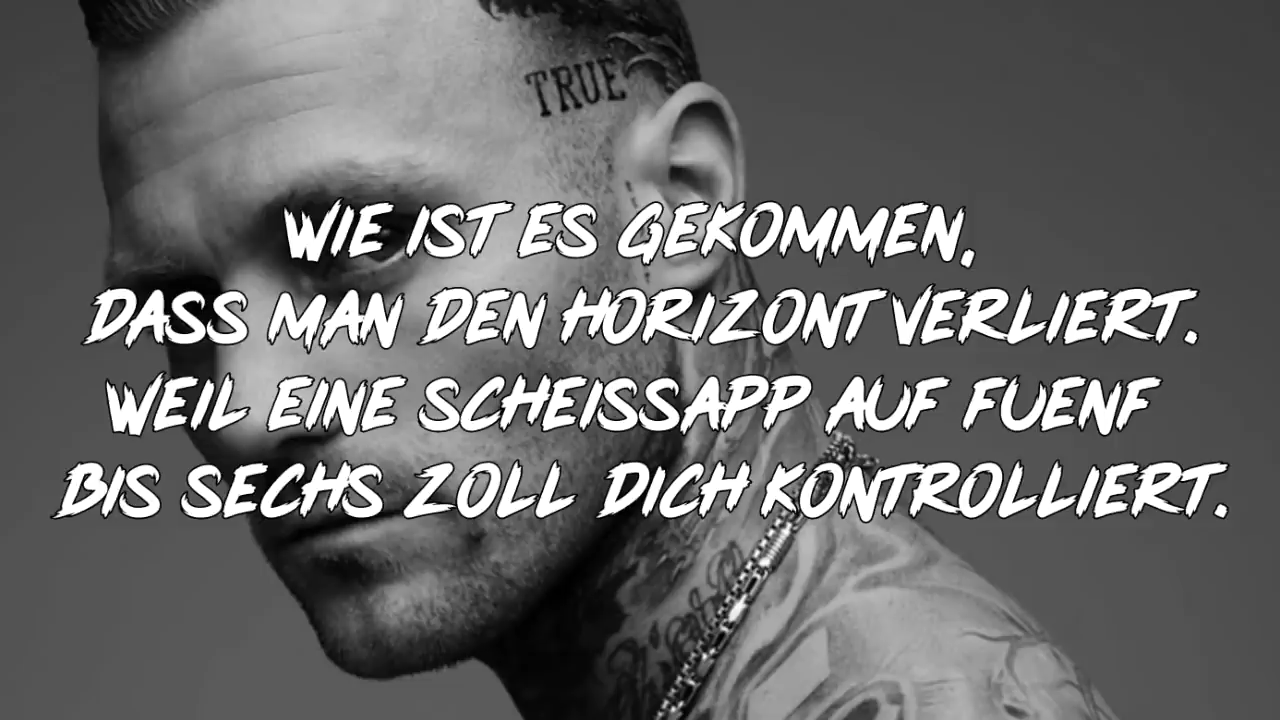 TRUE
WIE IST ES GEKOMMEN,
DASS MAN DEN HORIZONT VERLIERT.
WEIL EINE SCHEISSAPP AUF FUENF
BIS SECHS ZOLL DICH KONTROLLIERT.